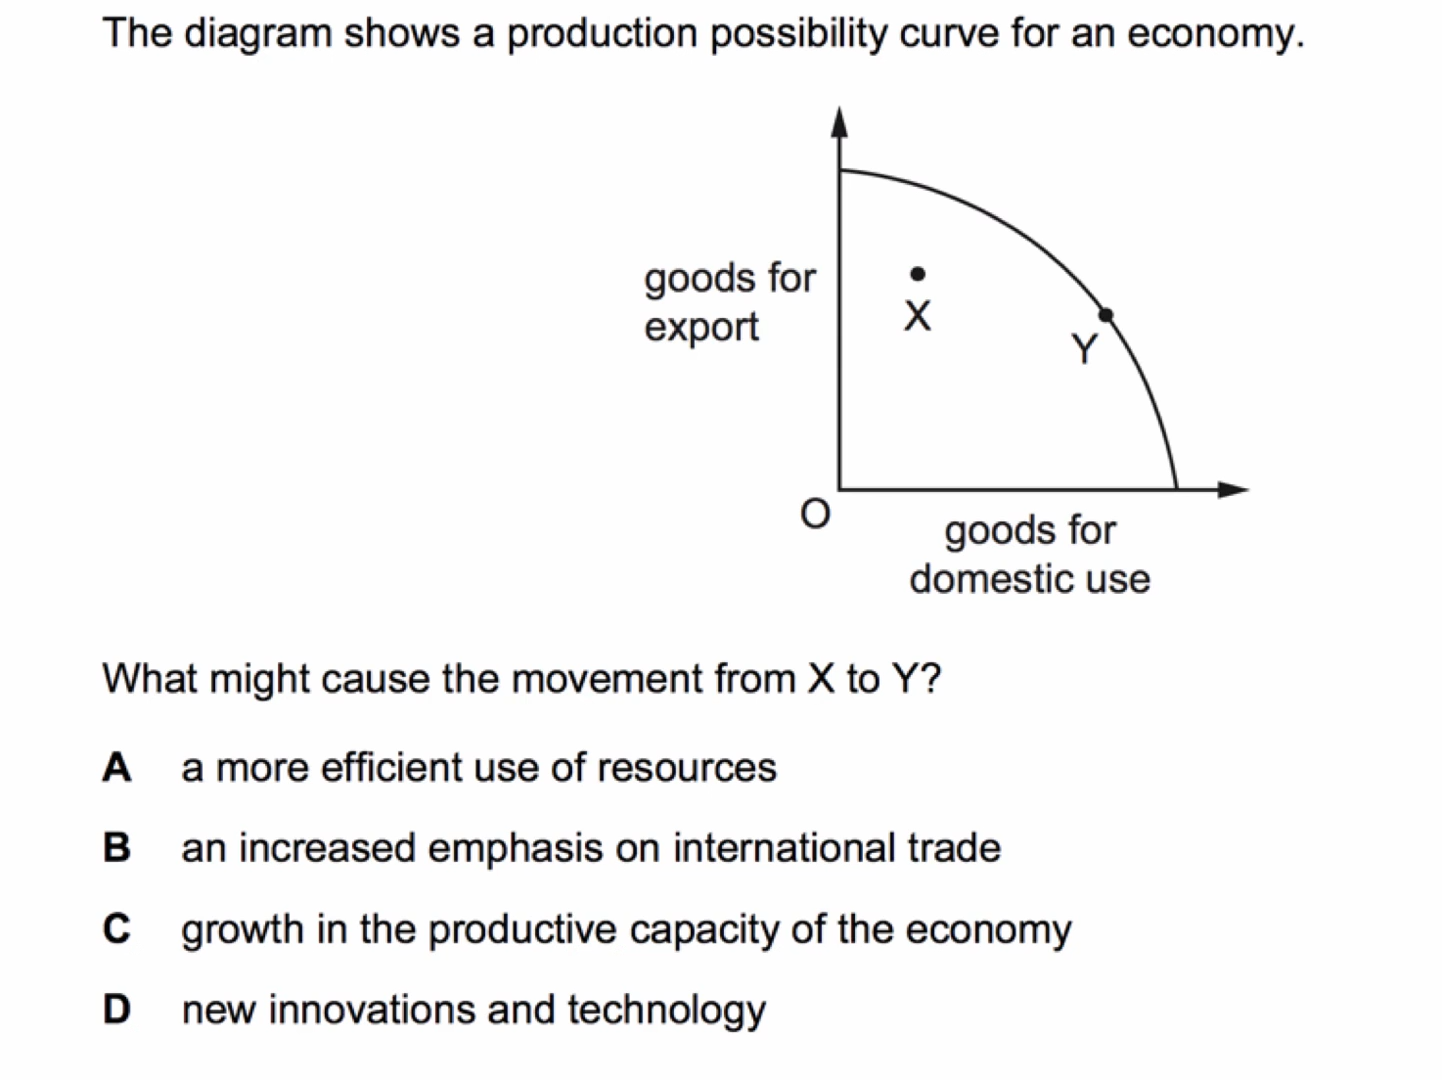 The diagram shows a production possibility curve for an economy.
goods for
export
X
Y
O
goods for
domestic use
What might cause the movement from X to Y?
A a more efficient use of resources
B an increased emphasis on international trade
C growth in the productive capacity of the economy
D new innovations and technology